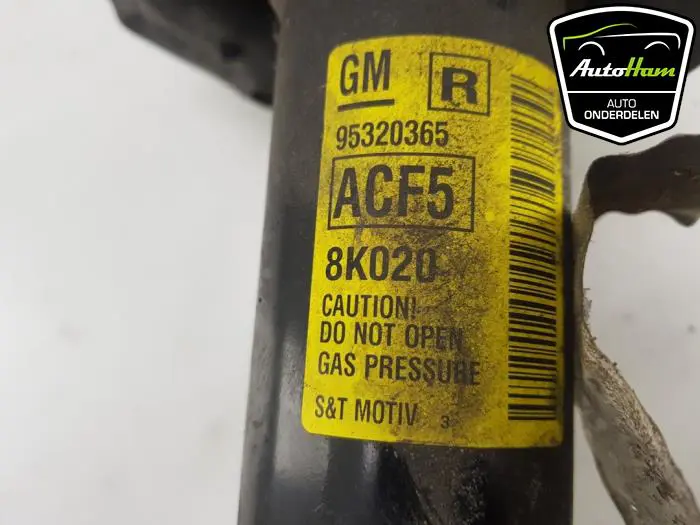 GM R
95320365
ACF5
8K020
CAUTION!
DO NOT OPEN
GAS PRESSURE
S&T MOTIV 3
AutoHam
AUTO
ONDERDELEN